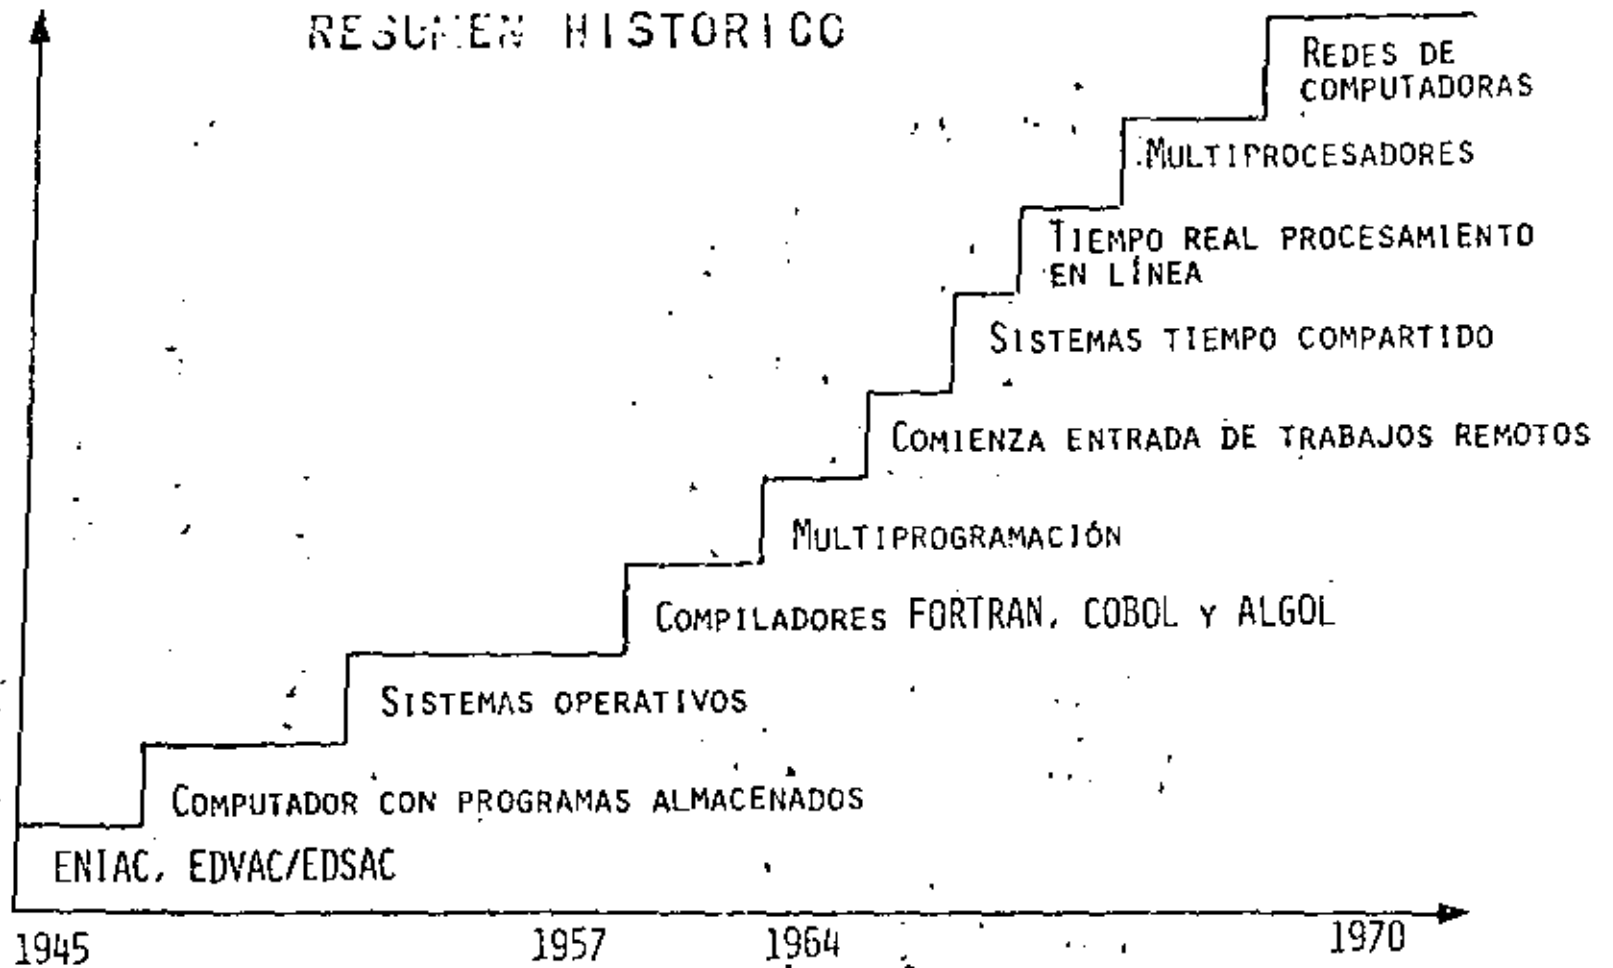 RESUMEN HISTORICO
REDES DE
COMPUTADORAS
MULTIPROCESADORES
TIEMPO REAL PROCESAMIENTO
EN LÍNEA
SISTEMAS TIEMPO COMPARTIDO
COMIENZA ENTRADA DE TRABAJOS REMOTOS
MULTIPROGRAMACIÓN
COMPILADORES FORTRAN, COBOL Y ALGOL
SISTEMAS OPERATIVOS
COMPUTADOR CON PROGRAMAS ALMACENADOS
ENIAC, EDVAC/EDSAC
1945 1957 1964 1970